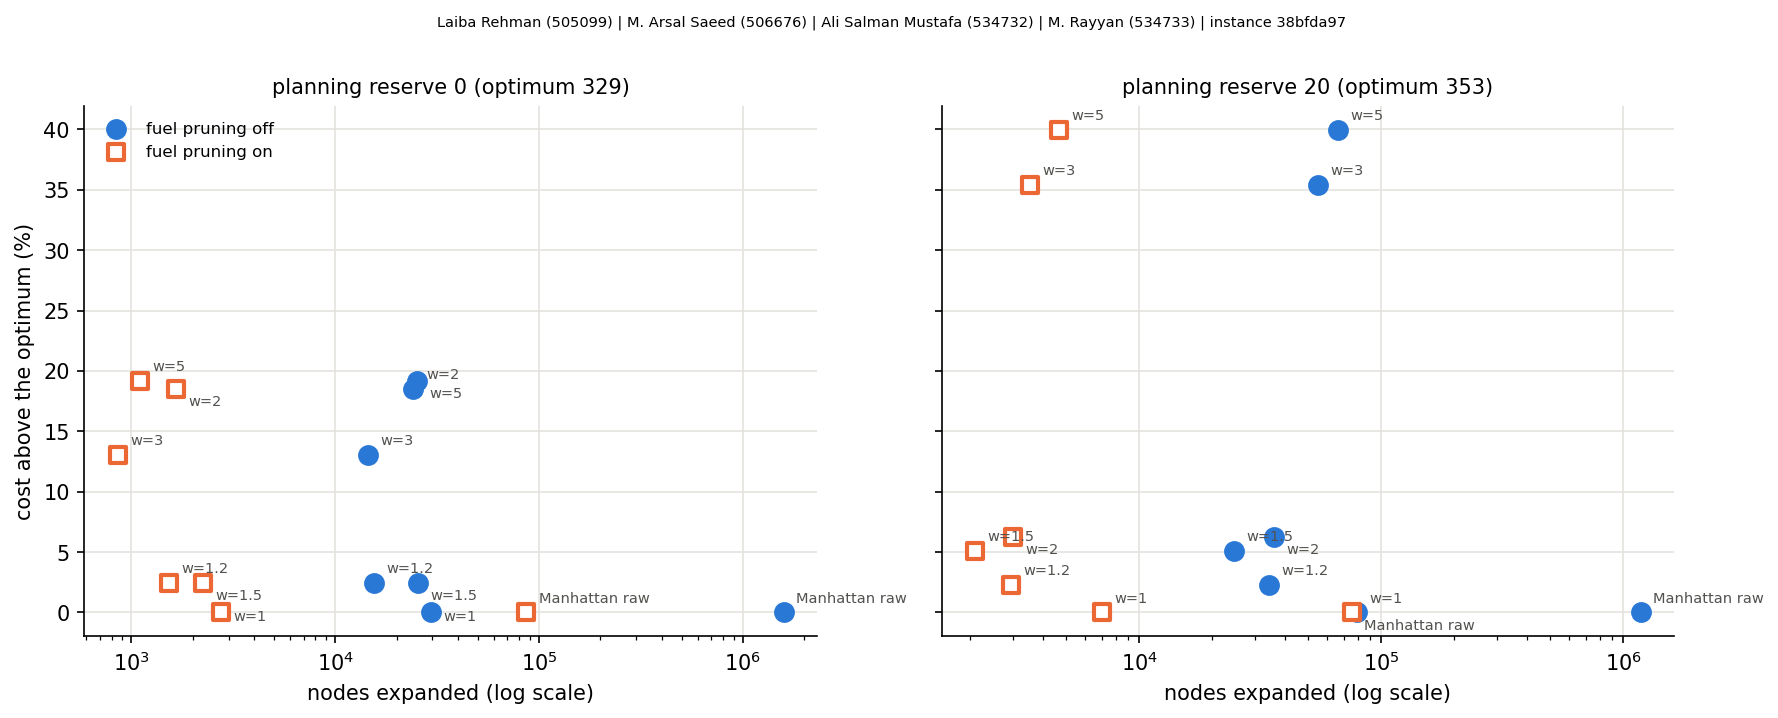 Laiba Rehman (505099) | M. Arsal Saeed (506676) | Ali Salman Mustafa (534732) | M. Rayyan (534733) | instance 38bfda97
planning reserve 0 (optimum 329)
fuel pruning off
fuel pruning on
cost above the optimum (%)
40
35
30
25
20
15
10
5
0
w=5
w=2
w=3
w=1.2
w=1.5
w=1
w=2
w=5
w=3
w=1.2
w=1.5
w=1
Manhattan raw
Manhattan raw
10³
10⁴
10⁵
10⁶
nodes expanded (log scale)
planning reserve 20 (optimum 353)
w=5
w=3
w=5
w=3
w=1.5
w=2
w=1.2
w=1
w=1.5
w=2
w=1.2
w=1
Manhattan raw
Manhattan raw
10⁴
10⁵
10⁶
nodes expanded (log scale)